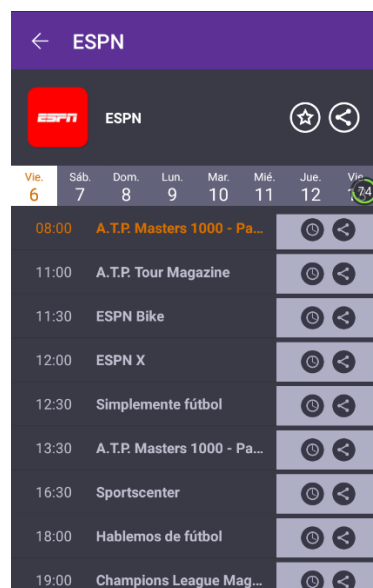 ESPN
ESPN
ESPN
Vie. Sáb. Dom. Lun. Mar. Mié. Jue. Vie
6 7 8 9 10 11 12
74
08:00 A.T.P. Masters 1000 - Pa...
11:00 A.T.P. Tour Magazine
11:30 ESPN Bike
12:00 ESPN X
12:30 Simplemente fútbol
13:30 A.T.P. Masters 1000 - Pa...
16:30 Sportscenter
18:00 Hablemos de fútbol
19:00 Champions League Mag...